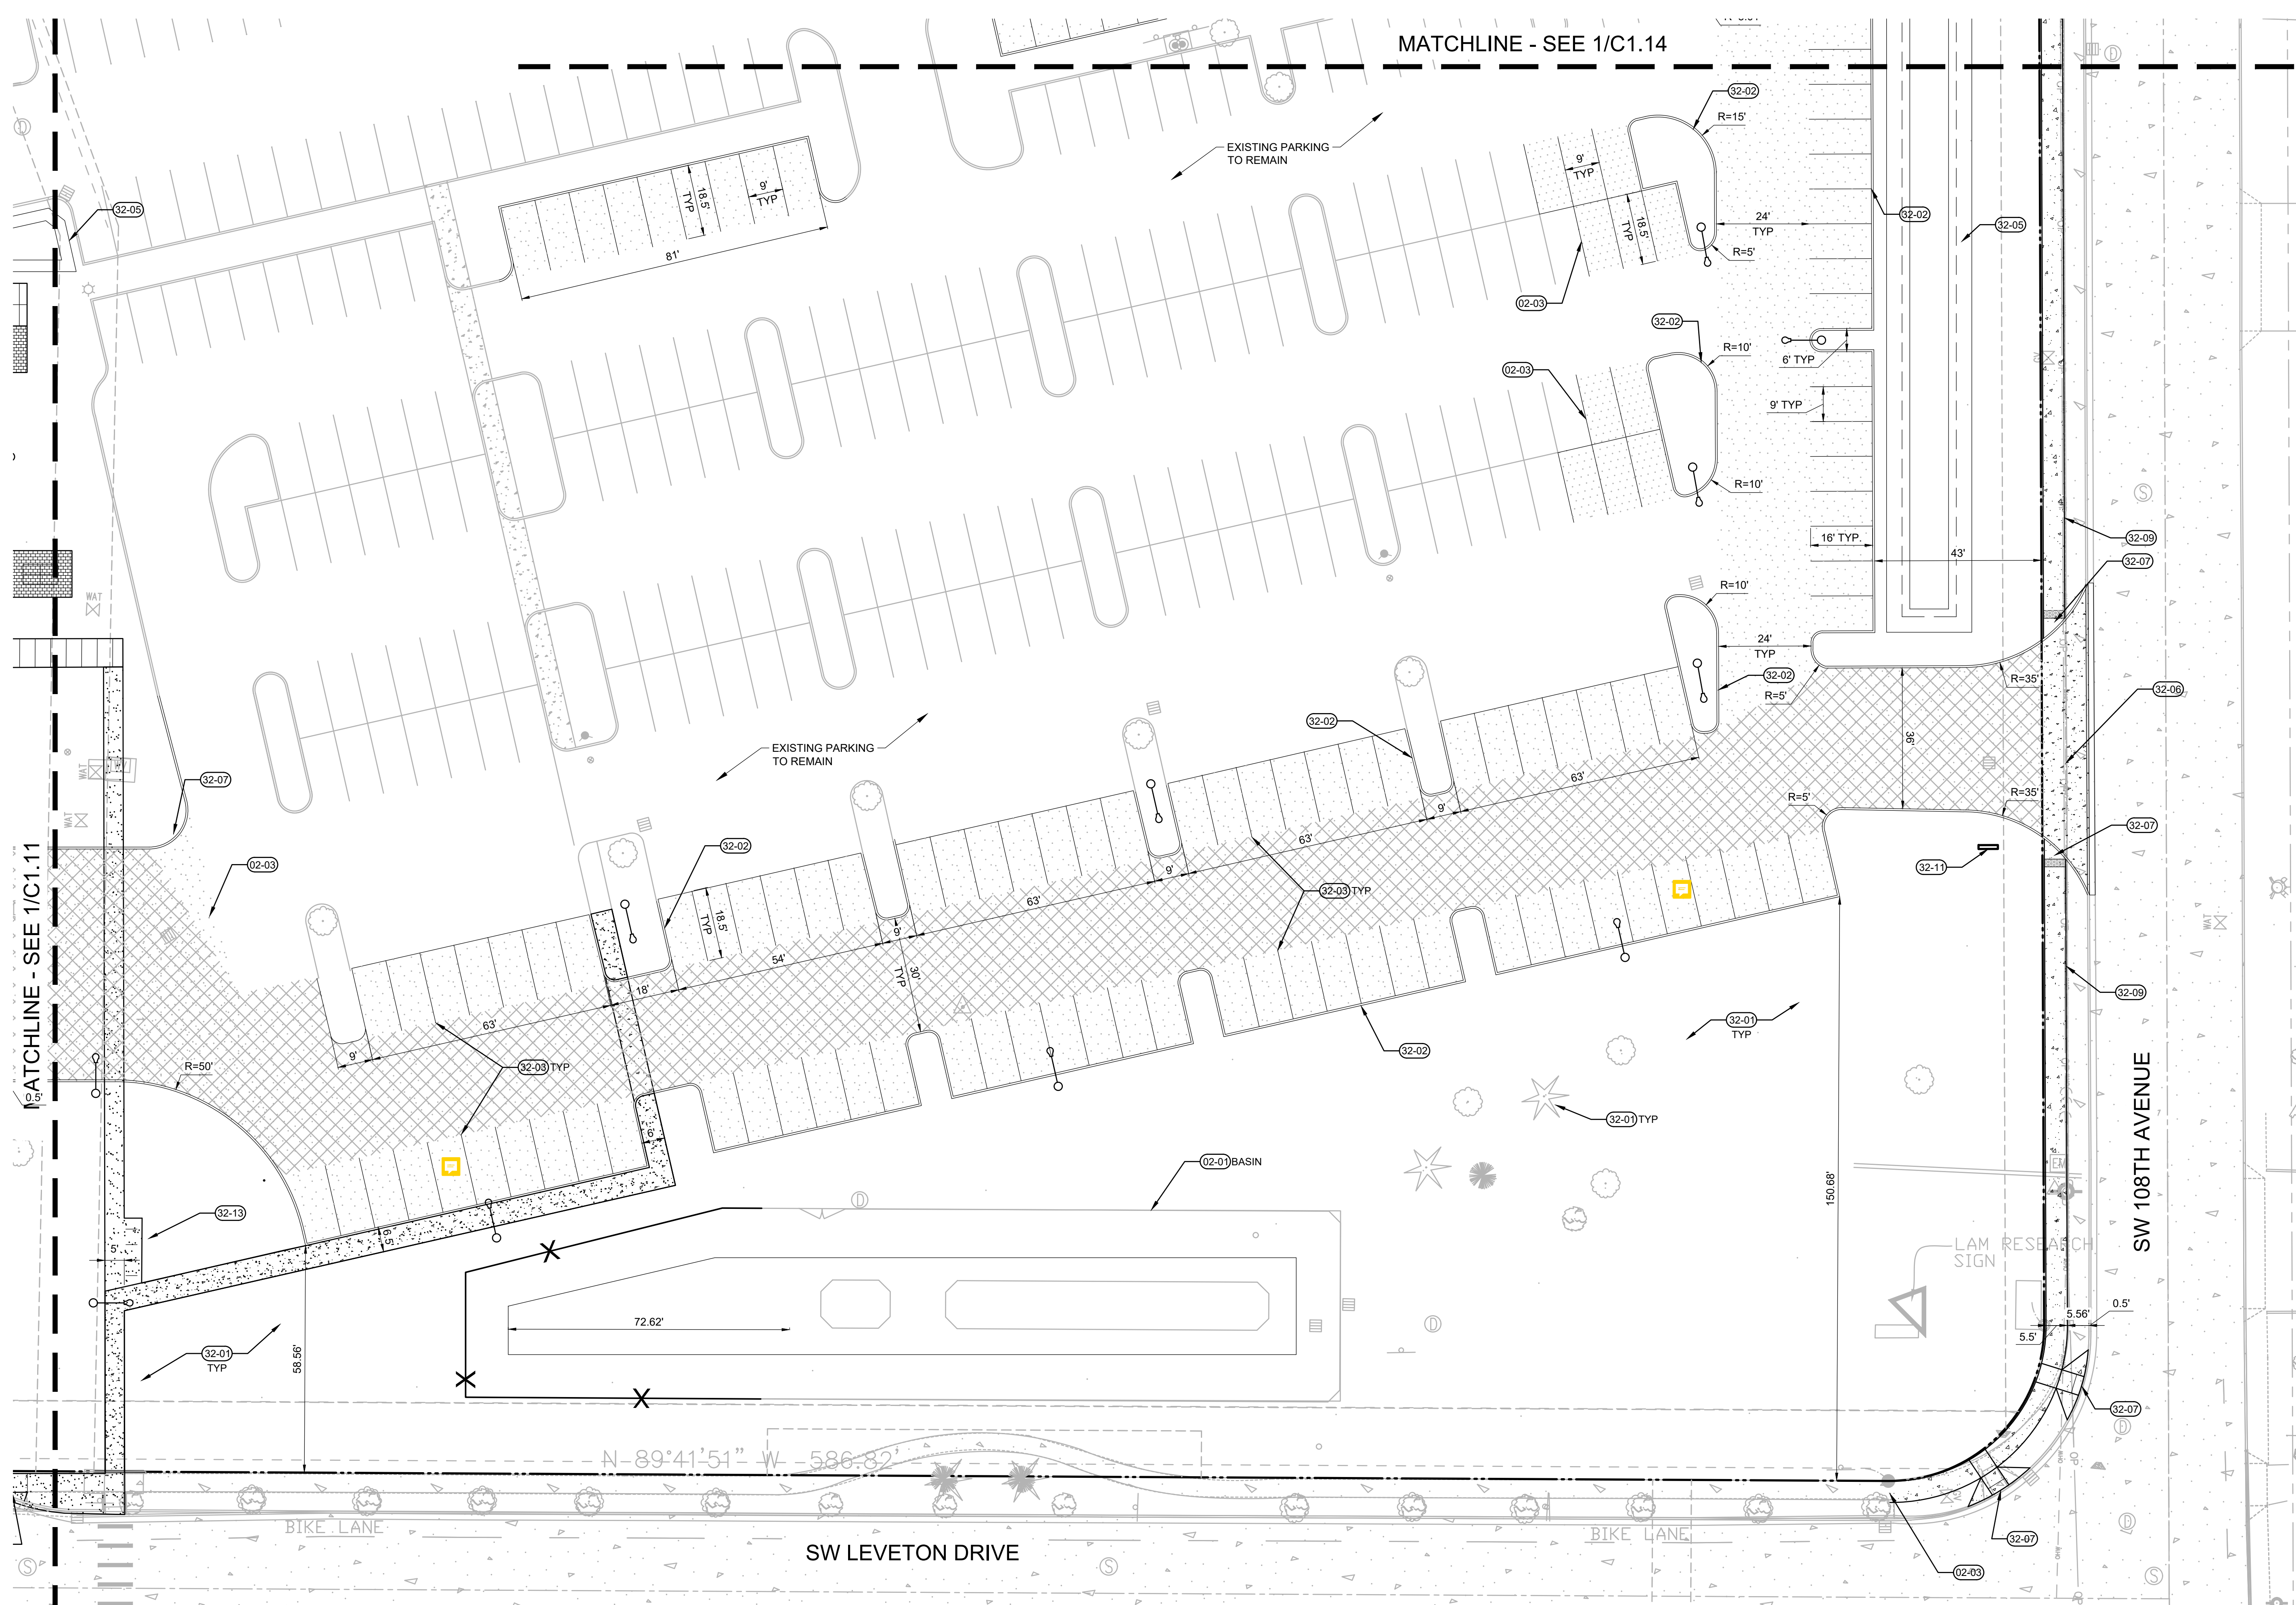 MATCHLINE - SEE 1/C1.14
32-02
R=15'
EXISTING PARKING
TO REMAIN
9'
TYP
18.5'
TYP
9'
TYP
81'
32-05
18.5'
TYP
24'
TYP
32-02
32-05
R=5'
02-03
32-02
R=10'
6' TYP
02-03
9' TYP
R=10'
16' TYP.
43'
32-09
32-07
WAT
R=10'
24'
TYP
32-02
R=5'
R=35'
32-06
32-02
36'
EXISTING PARKING
TO REMAIN
WAT
32-07
WAT
63'
9'
R=5'
R=35'
32-07
32-11
63'
9'
32-03 TYP
32-02
02-03
18.5'
TYP
63'
9'
54'
30'
TYP
18'
63'
9'
WAT
32-09
MATCHLINE - SEE 1/C1.11
0.5'
R=50'
32-03 TYP
32-02
32-01
TYP
32-01 TYP
6'
02-01 BASIN
150.68'
EM
SW 108TH AVENUE
32-13
6.5'
5'
LAM RESEARCH
SIGN
72.62'
58.56'
32-01
TYP
5.56'
0.5'
5.5'
32-07
N-89°41'51" W 586.82'
BIKE LANE
BIKE LANE
32-07
SW LEVETON DRIVE
02-03
D
D
D
D
D
D
S
S
S
S